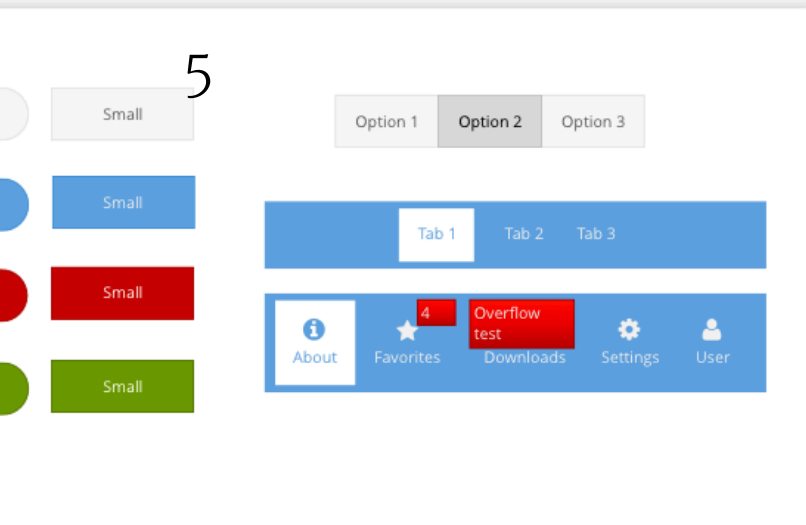 5
Small
Option 1 Option 2 Option 3
Small
Tab 1 Tab 2 Tab 3
Small
4
Overflow
test
About Favorites Downloads Settings User
Small